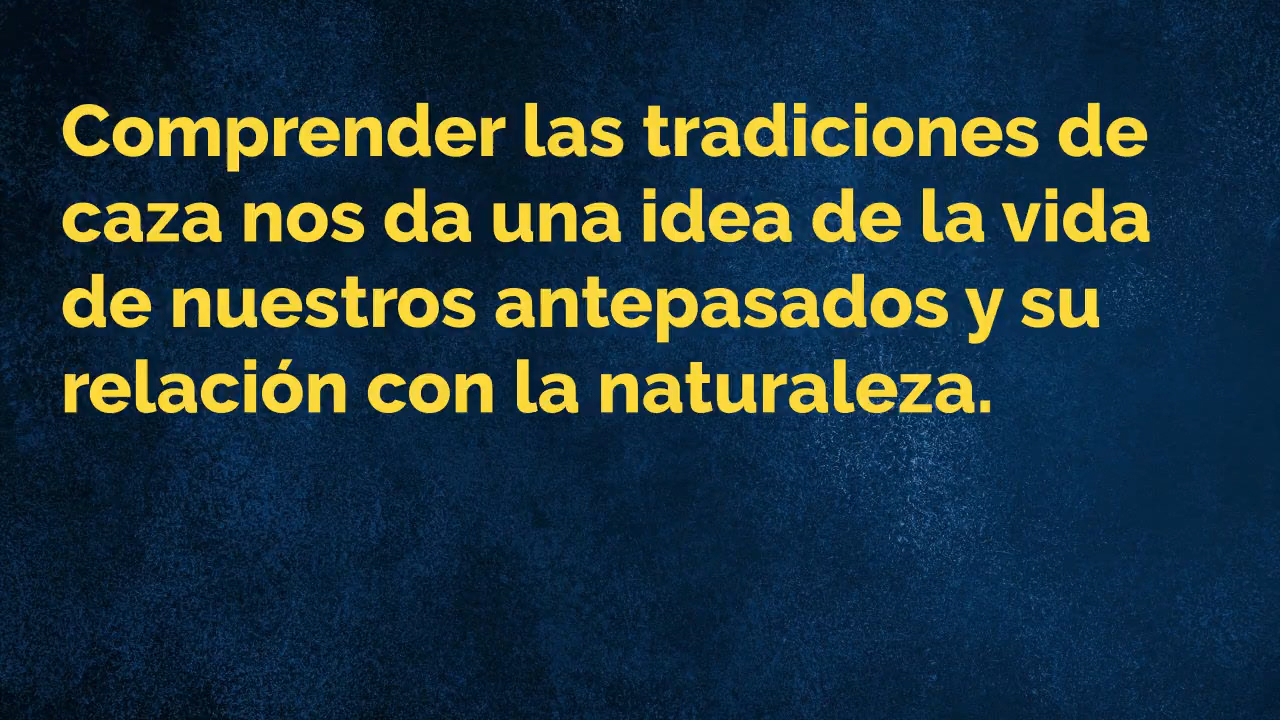 Comprender las tradiciones de
caza nos da una idea de la vida
de nuestros antepasados y su
relación con la naturaleza.